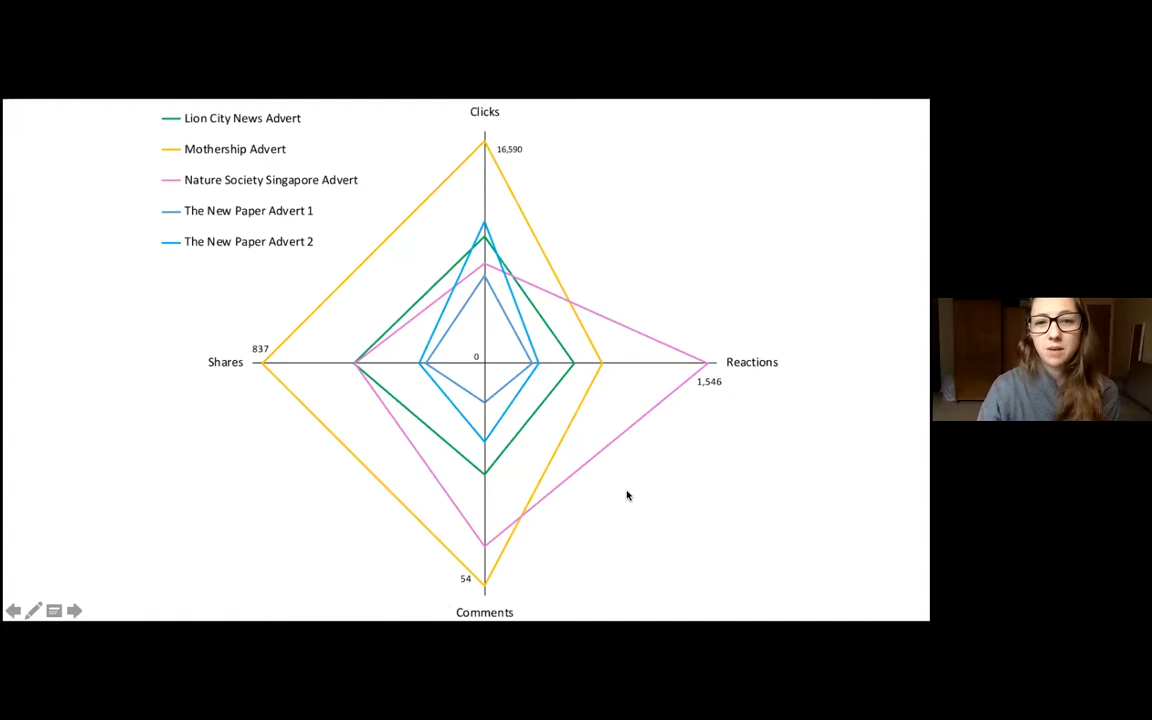 Clicks
Lion City News Advert
Mothership Advert
16,590
Nature Society Singapore Advert
The New Paper Advert 1
The New Paper Advert 2
837
0
Shares
Reactions
1,546
54
Comments